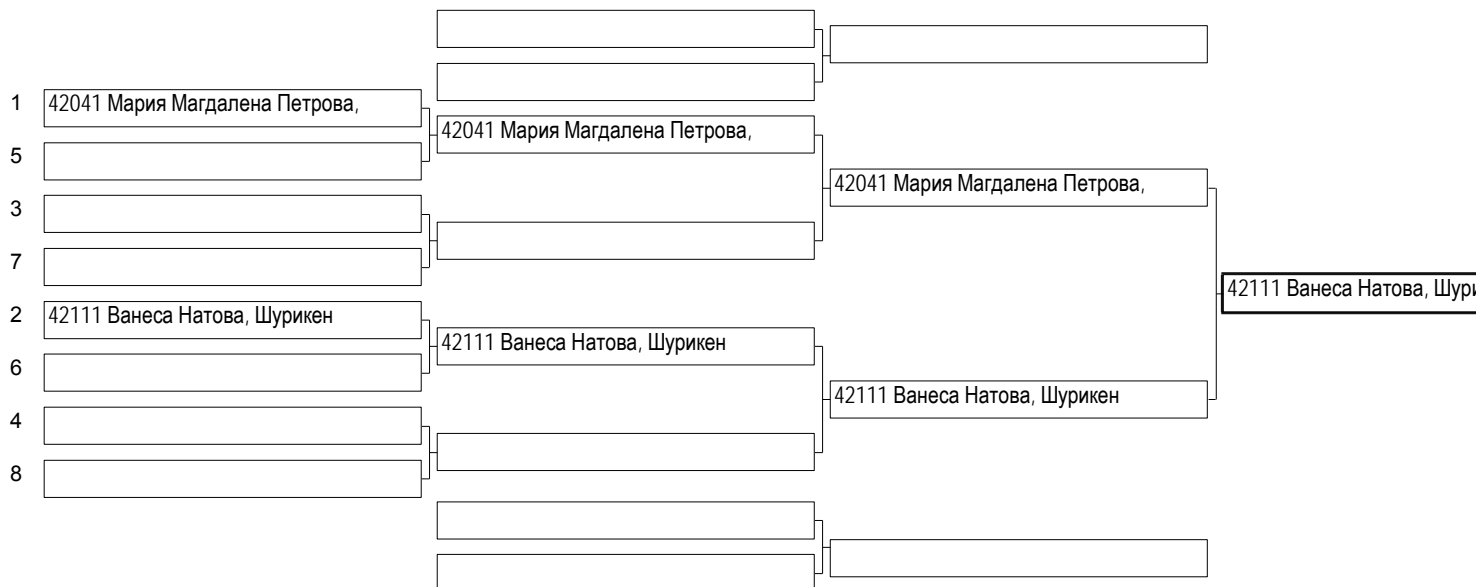 1 42041 Мария Магдалена Петрова,
5
3
7
2 42111 Ванеса Натова, Шурикен
6
4
8
42041 Мария Магдалена Петрова,
42111 Ванеса Натова, Шурикен
42041 Мария Магдалена Петрова,
42111 Ванеса Натова, Шурикен
42111 Ванеса Натова,